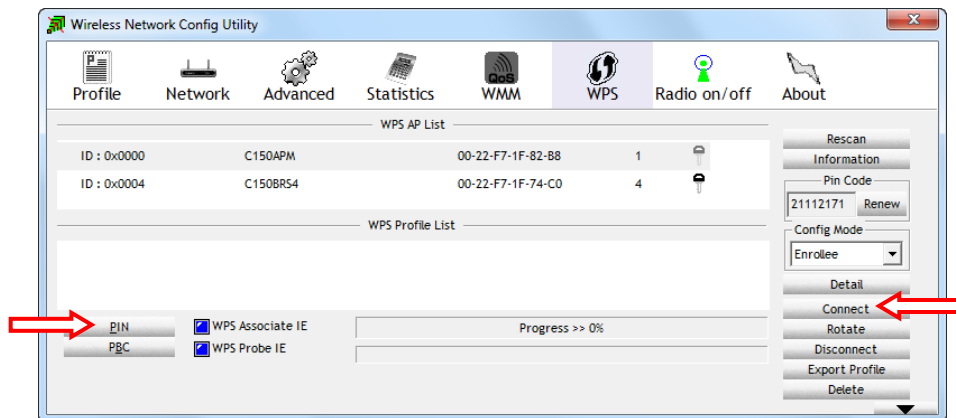 Wireless Network Config Utility
Profile Network Advanced Statistics QoS WMM WPS Radio on/off About
WPS AP List
ID : 0x0000 C150APM 00-22-F7-1F-82-B8 1
ID : 0x0004 C150BRS4 00-22-F7-1F-74-C0 4
WPS Profile List
PIN WPS Associate IE Progress >> 0%
PBC WPS Probe IE
Rescan
Information
Pin Code
21112171 Renew
Config Mode
Enrollee
Detail
Connect
Rotate
Disconnect
Export Profile
Delete